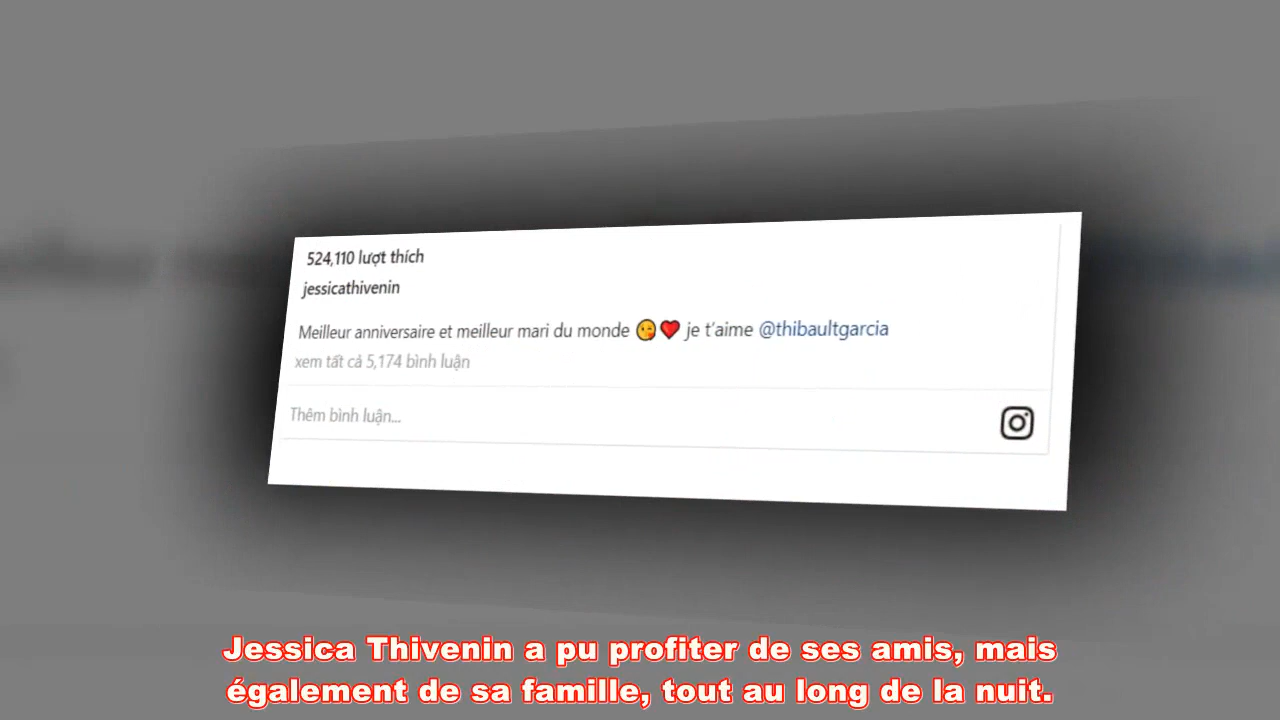 524,110 lượt thích
jessicathivenin
Meilleur anniversaire et meilleur mari du monde 😘❤️ je t'aime @thibaultgarcia
xem tất cả 5,174 bình luận
Thêm bình luận...
Jessica Thivenin a pu profiter de ses amis, mais
également de sa famille, tout au long de la nuit.